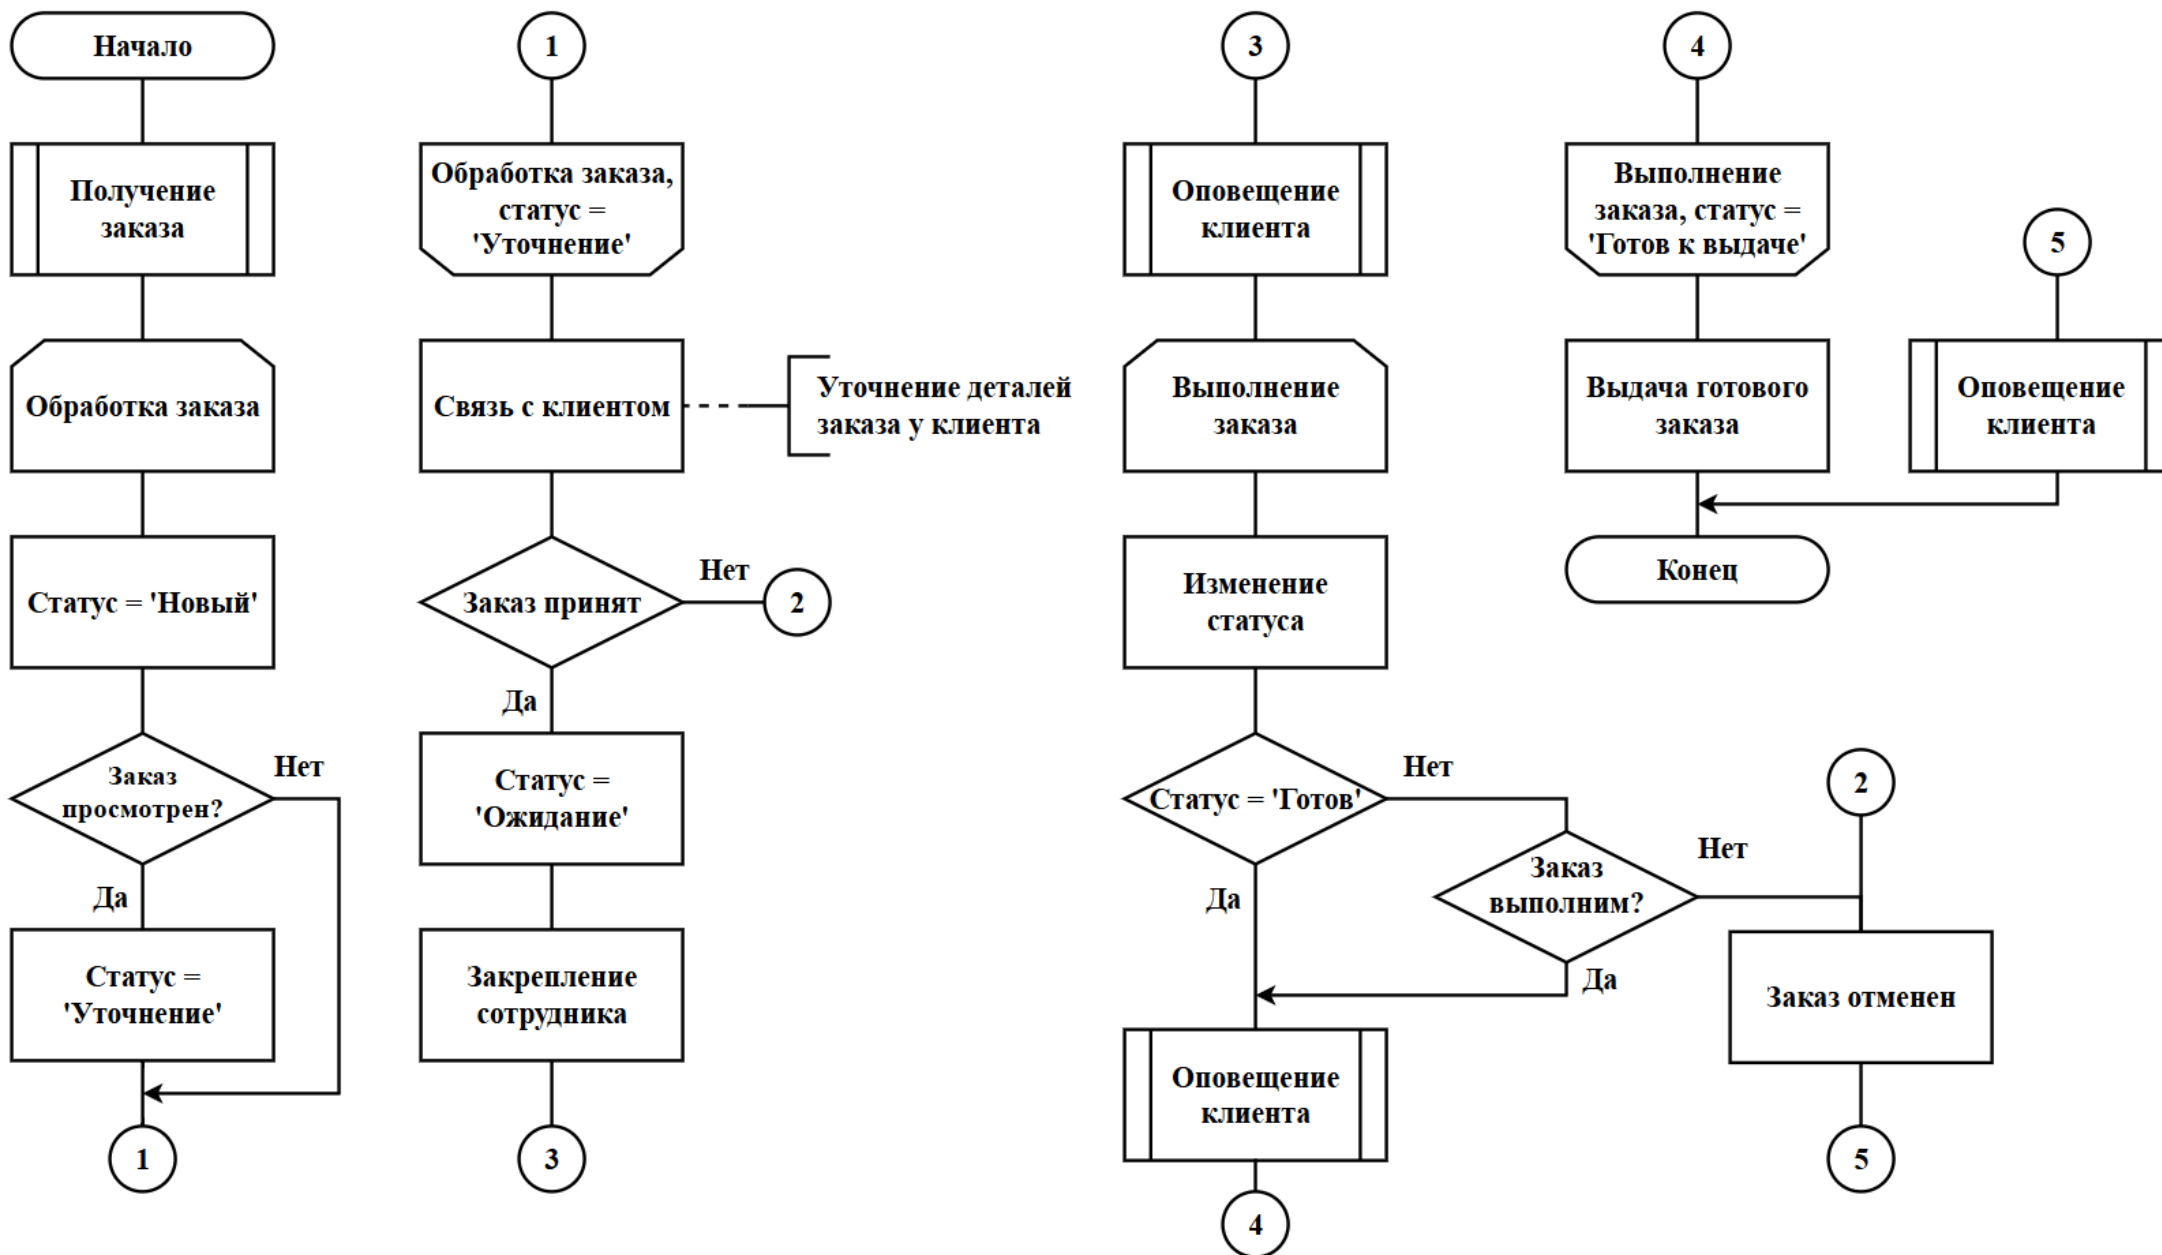 Начало
Получение
заказа
Обработка заказа
Статус = 'Новый'
Заказ
просмотрен?
Нет
Да
Статус =
'Уточнение'
1
1
Обработка заказа,
статус =
'Уточнение'
Связь с клиентом
Уточнение деталей
заказа у клиента
Заказ принят
Нет
2
Да
Статус =
'Ожидание'
Закрепление
сотрудника
3
3
Оповещение
клиента
Выполнение
заказа
Изменение
статуса
Статус = 'Готов'
Нет
Да
Заказ
выполним?
Нет
Да
2
Заказ отменен
5
Оповещение
клиента
4
4
Выполнение
заказа, статус =
'Готов к выдаче'
Выдача готового
заказа
5
Оповещение
клиента
Конец